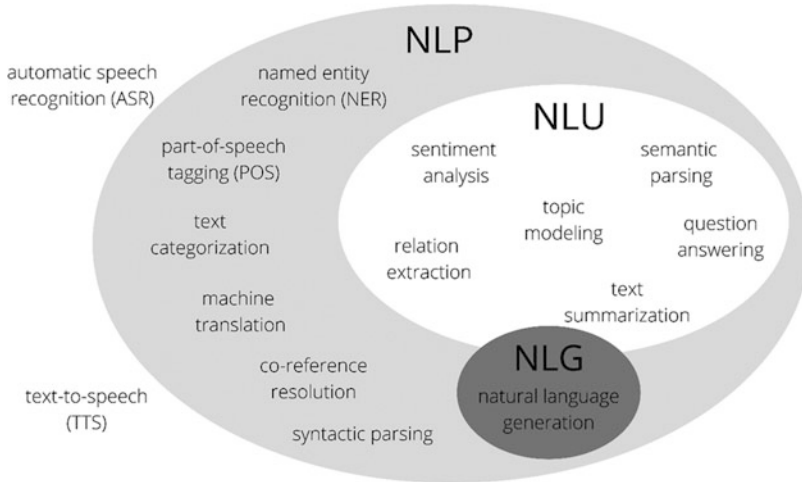 NLP
automatic speech
recognition (ASR)
named entity
recognition (NER)
NLU
part-of-speech
tagging (POS)
sentiment
analysis
semantic
parsing
topic
modeling
text
categorization
question
answering
relation
extraction
machine
translation
text
summarization
NLG
co-reference
resolution
natural language
generation
text-to-speech
(TTS)
syntactic parsing